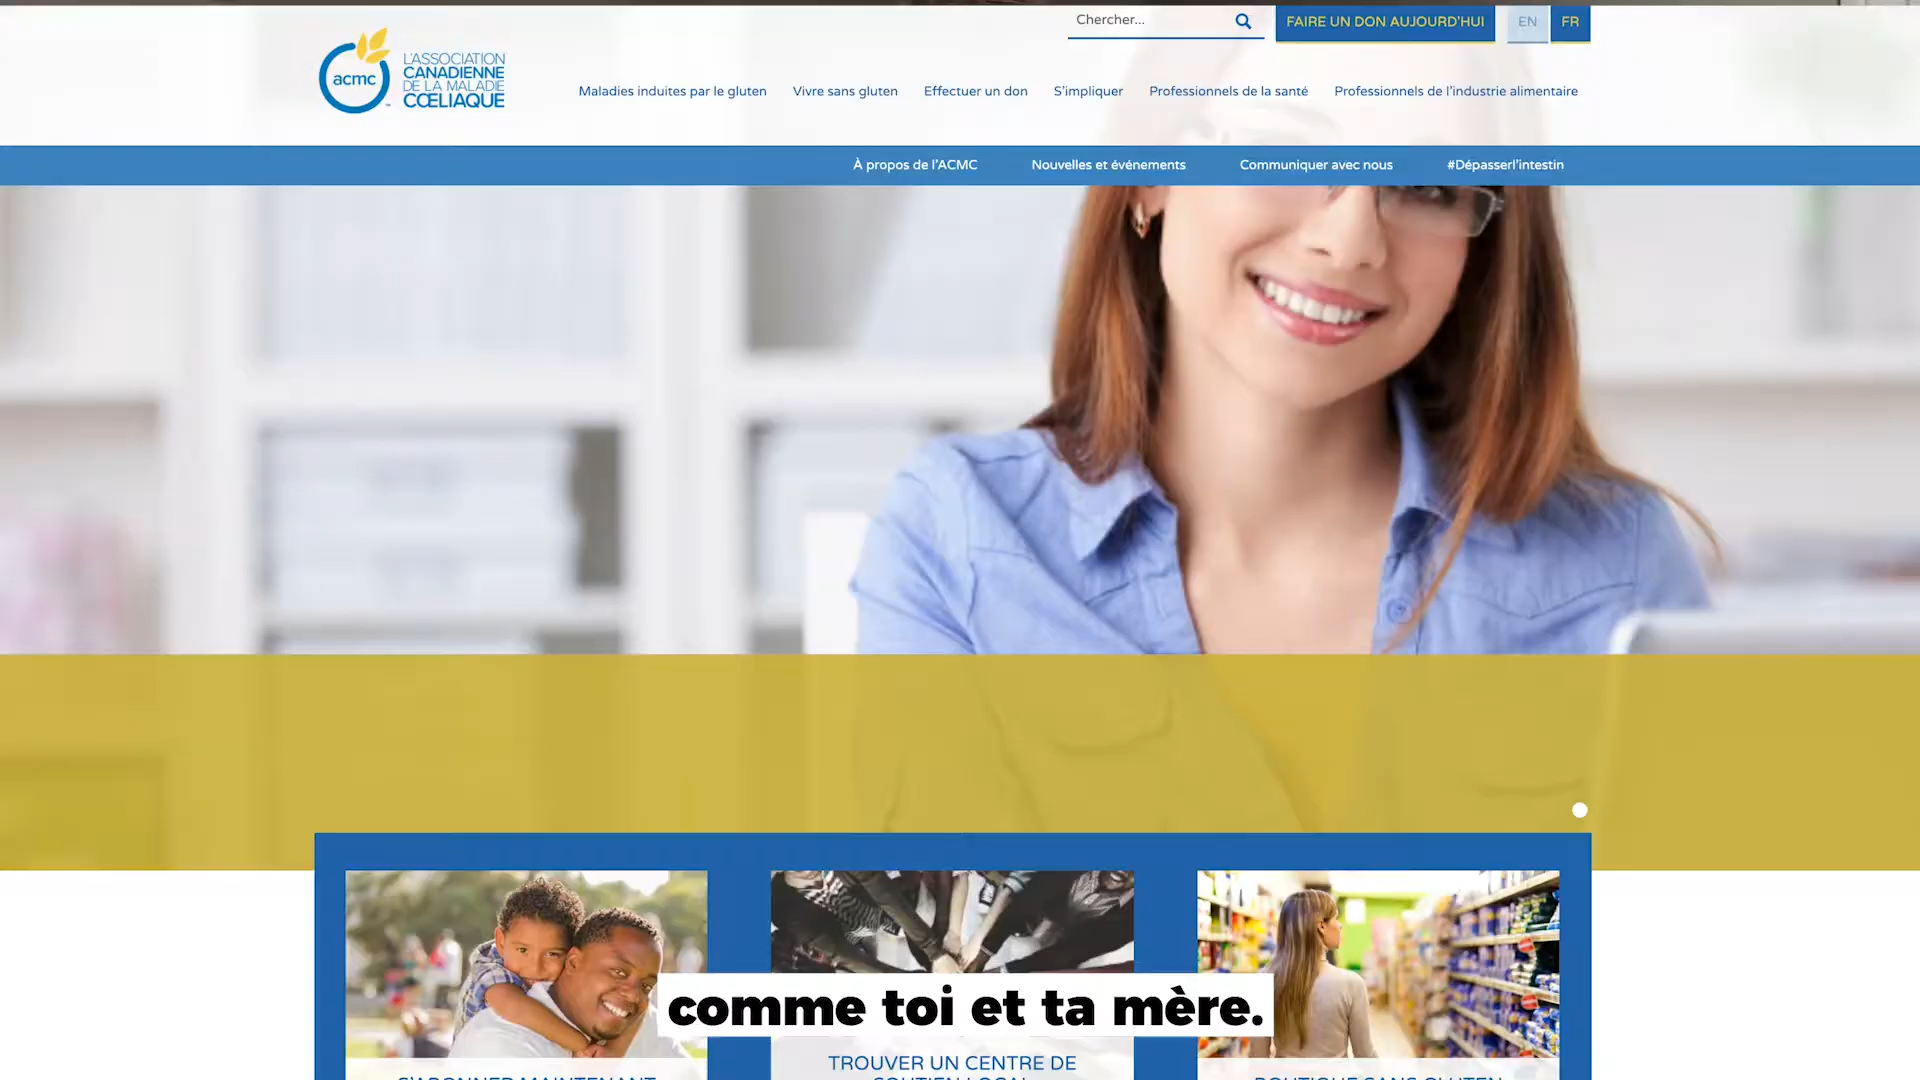 Chercher...
FAIRE UN DON AUJOURD'HUI
EN
FR
acmc
L'ASSOCIATION
CANADIENNE
DE LA MALADIE
CŒLIAQUE
Maladies induites par le gluten
Vivre sans gluten
Effectuer un don
S'impliquer
Professionnels de la santé
Professionnels de l'industrie alimentaire
À propos de l'ACMC
Nouvelles et événements
Communiquer avec nous
#Dépasserl'intestin
comme toi et ta mère.
S'ABONNER MAINTENANT
TROUVER UN CENTRE DE
SOUTIEN LOCAL
BOUTIQUE SANS GLUTEN